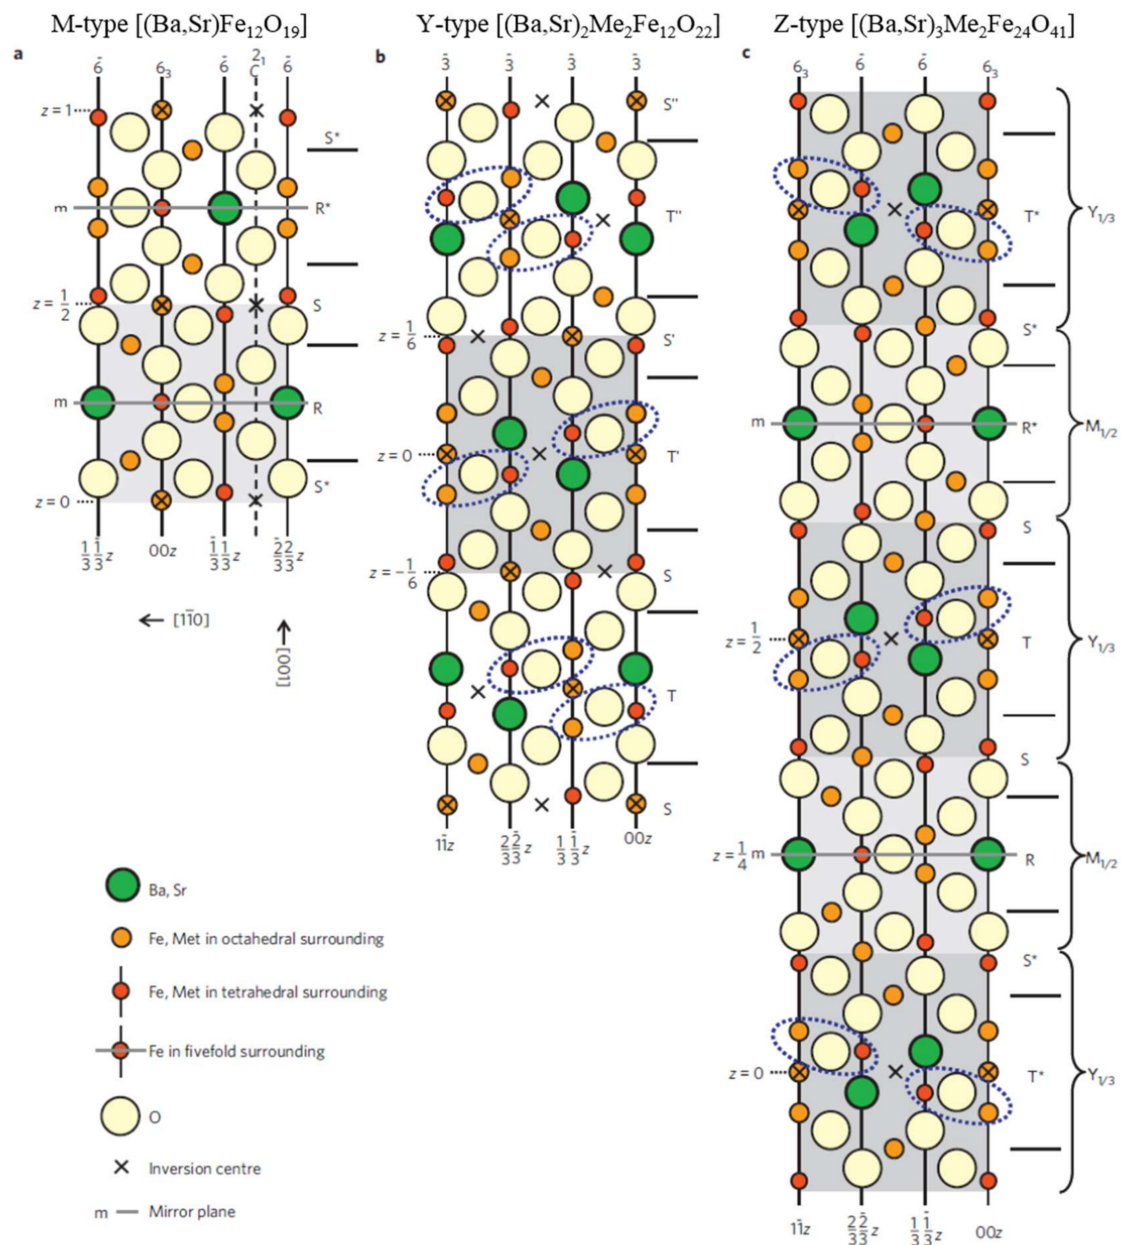 M-type [(Ba,Sr)Fe₁₂O₁₉]
Y-type [(Ba,Sr)₂Me₂Fe₁₂O₂₂]
Z-type [(Ba,Sr)₃Me₂Fe₂₄O₄₁]
a
6̄ 6₃ 6̄ 2₁ 6̄
C
z = 1
S*
m
R*
z = 1/2
S
m
R
z = 0
S*
1/3 1̄/3 z
00z
1̄/3 1/3 z
2̄/3 2/3 z
← [11̄0]
[100]
b
3̄ 3 3̄ 3
S''
T''
z = 1/6
S'
z = 0
T'
z = −1/6
S
T
S
11̄z
2/3 2̄/3 z
1/3 1̄/3 z
00z
c
6₃ 6̄ 6̄ 6₃
T*
Y₁/₃
S*
m
R*
M₁/₂
S
z = 1/2
T
Y₁/₃
S
z = 1/4 m
R
M₁/₂
S*
z = 0
T*
Y₁/₃
11̄z
2/3 2̄/3 z
1/3 1̄/3 z
00z
Ba, Sr
Fe, Met in octahedral surrounding
Fe, Met in tetrahedral surrounding
Fe in fivefold surrounding
O
Inversion centre
m
Mirror plane